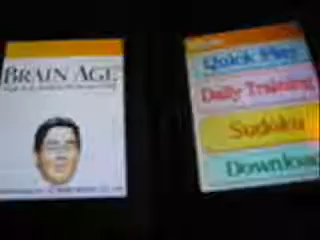 BRAIN AGE
Quick Play
Daily Training
Sudoku
Download